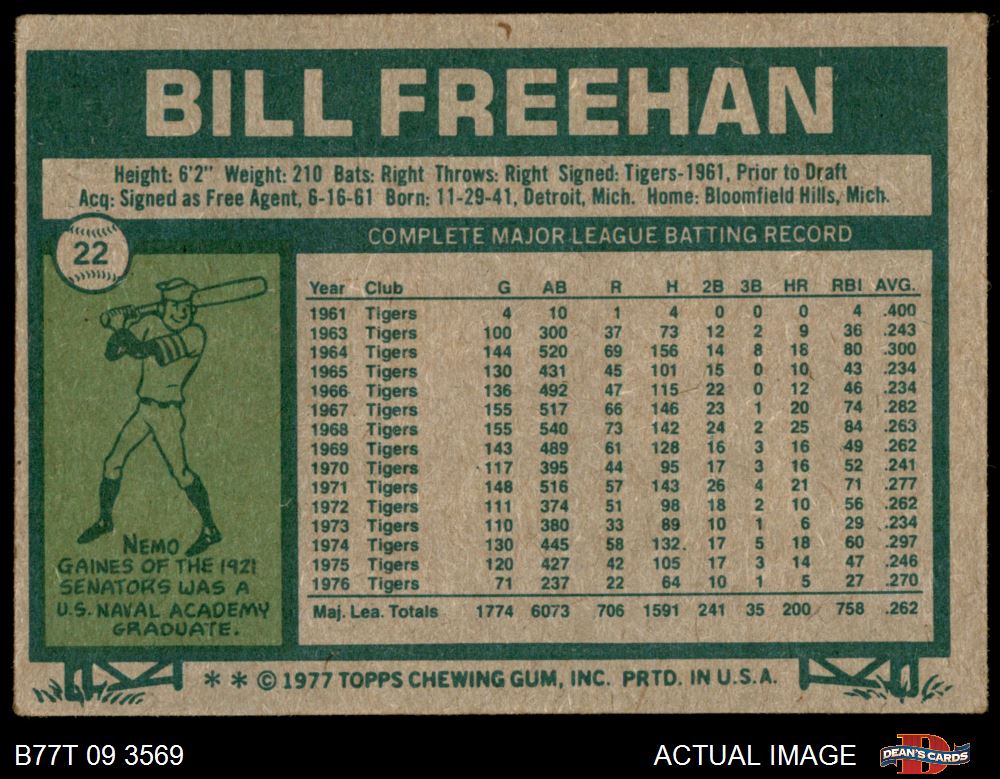 BILL FREEHAN
Height: 6'2" Weight: 210 Bats: Right Throws: Right Signed: Tigers-1961, Prior to Draft
Acq: Signed as Free Agent, 6-16-61 Born: 11-29-41, Detroit, Mich. Home: Bloomfield Hills, Mich.
22
COMPLETE MAJOR LEAGUE BATTING RECORD
Year Club G AB R H 2B 3B HR RBI AVG.
1961 Tigers 4 10 1 4 0 0 0 4 .400
1963 Tigers 100 300 37 73 12 2 9 36 .243
1964 Tigers 144 520 69 156 14 8 18 80 .300
1965 Tigers 130 431 45 101 15 0 10 43 .234
1966 Tigers 136 492 47 115 22 0 12 46 .234
1967 Tigers 155 517 66 146 23 1 20 74 .282
1968 Tigers 155 540 73 142 24 2 25 84 .263
1969 Tigers 143 489 61 128 16 3 16 49 .262
1970 Tigers 117 395 44 95 17 3 16 52 .241
1971 Tigers 148 516 57 143 26 4 21 71 .277
1972 Tigers 111 374 51 98 18 2 10 56 .262
1973 Tigers 110 380 33 89 10 1 6 29 .234
1974 Tigers 130 445 58 132 17 5 18 60 .297
1975 Tigers 120 427 42 105 17 3 14 47 .246
1976 Tigers 71 237 22 64 10 1 5 27 .270
Maj. Lea. Totals 1774 6073 706 1591 241 35 200 758 .262
NEMO
GAINES OF THE 1921
SENATORS WAS A
U.S. NAVAL ACADEMY
GRADUATE.
* * © 1977 TOPPS CHEWING GUM, INC. PRTD. IN U.S.A.
B77T 09 3569
ACTUAL IMAGE
DEAN'S CARDS